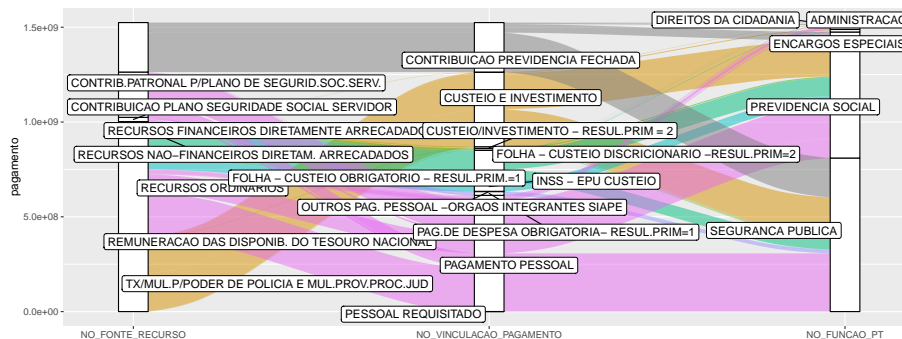 1.5e+09
1.0e+09
5.0e+08
0.0e+00
pagamento
DIREITOS DA CIDADANIA
ADMINISTRACAO
ENCARGOS ESPECIAIS
CONTRIBUICAO PREVIDENCIA FECHADA
CONTRIB.PATRONAL P/PLANO DE SEGURID.SOC.SERV.
CUSTEIO E INVESTIMENTO
CONTRIBUICAO PLANO SEGURIDADE SOCIAL SERVIDOR
PREVIDENCIA SOCIAL
RECURSOS FINANCEIROS DIRETAMENTE ARRECADADO
CUSTEIO/INVESTIMENTO − RESUL.PRIM = 2
RECURSOS NAO−FINANCEIROS DIRETAM. ARRECADADOS
FOLHA − CUSTEIO DISCRICIONARIO −RESUL.PRIM=2
FOLHA − CUSTEIO OBRIGATORIO − RESUL.PRIM.=1
INSS − EPU CUSTEIO
RECURSOS ORDINARIOS
OUTROS PAG. PESSOAL −ORGAOS INTEGRANTES SIAPE
PAG.DE DESPESA OBRIGATORIA− RESUL.PRIM=1
SEGURANCA PUBLICA
REMUNERACAO DAS DISPONIB. DO TESOURO NACIONAL
PAGAMENTO PESSOAL
TX/MUL.P/PODER DE POLICIA E MUL.PROV.PROC.JUD
PESSOAL REQUISITADO
NO_FONTE_RECURSO
NO_VINCULACAO_PAGAMENTO
NO_FUNCAO_PT